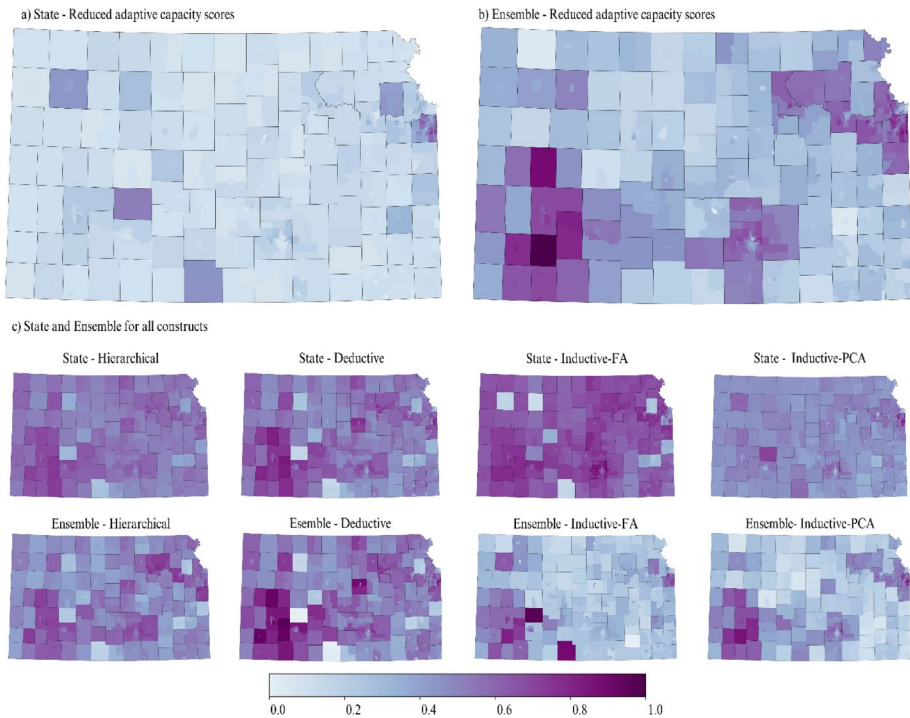 a) State - Reduced adaptive capacity scores
b) Ensemble - Reduced adaptive capacity scores
c) State and Ensemble for all constructs
State - Hierarchical
State - Deductive
State - Inductive-FA
State - Inductive-PCA
Ensemble - Hierarchical
Esemble - Deductive
Ensemble - Inductive-FA
Ensemble- Inductive-PCA
0.0 0.2 0.4 0.6 0.8 1.0